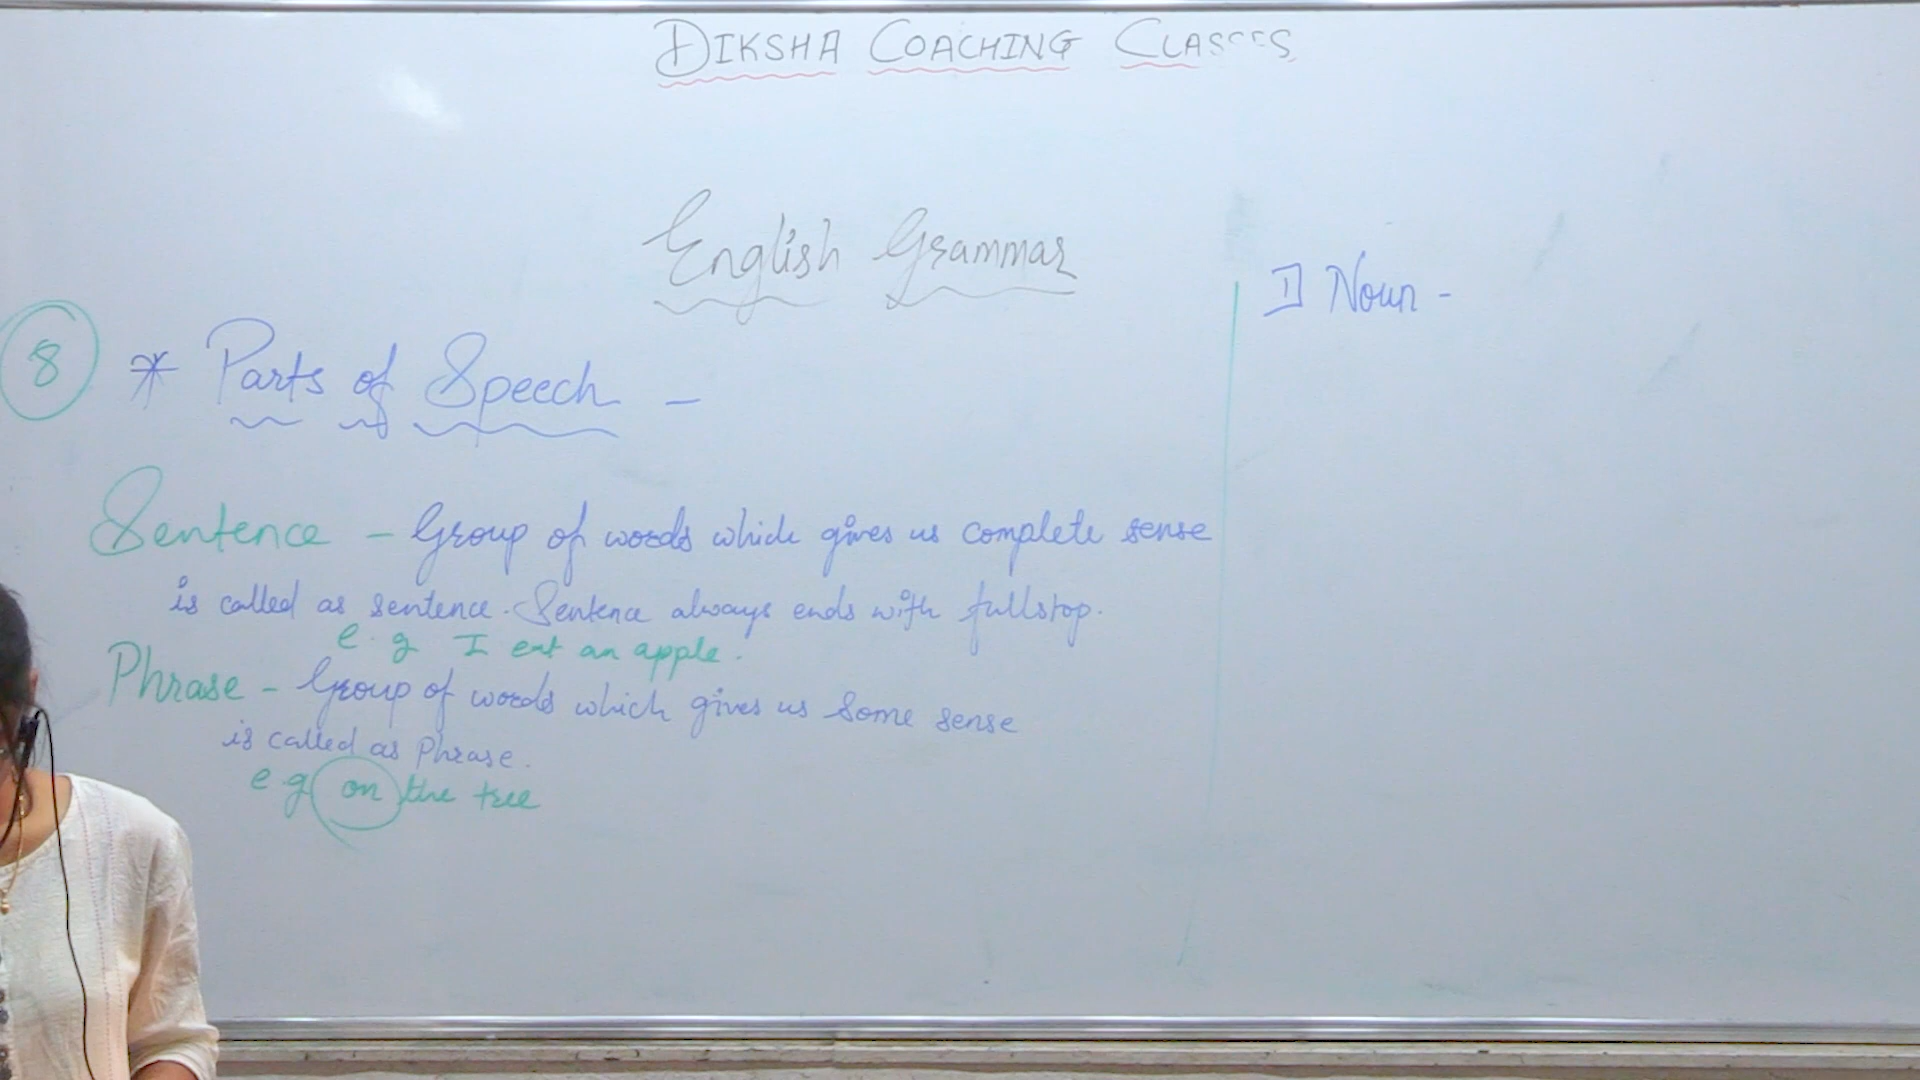 DIKSHA COACHING CLASSES
English Grammar
8 * Parts of Speech -
Sentence - Group of words which gives us complete sense
is called as sentence. Sentence always ends with fullstop.
e.g I eat an apple.
Phrase - Group of words which gives us some sense
is called as Phrase.
e.g on the tree
1] Noun -